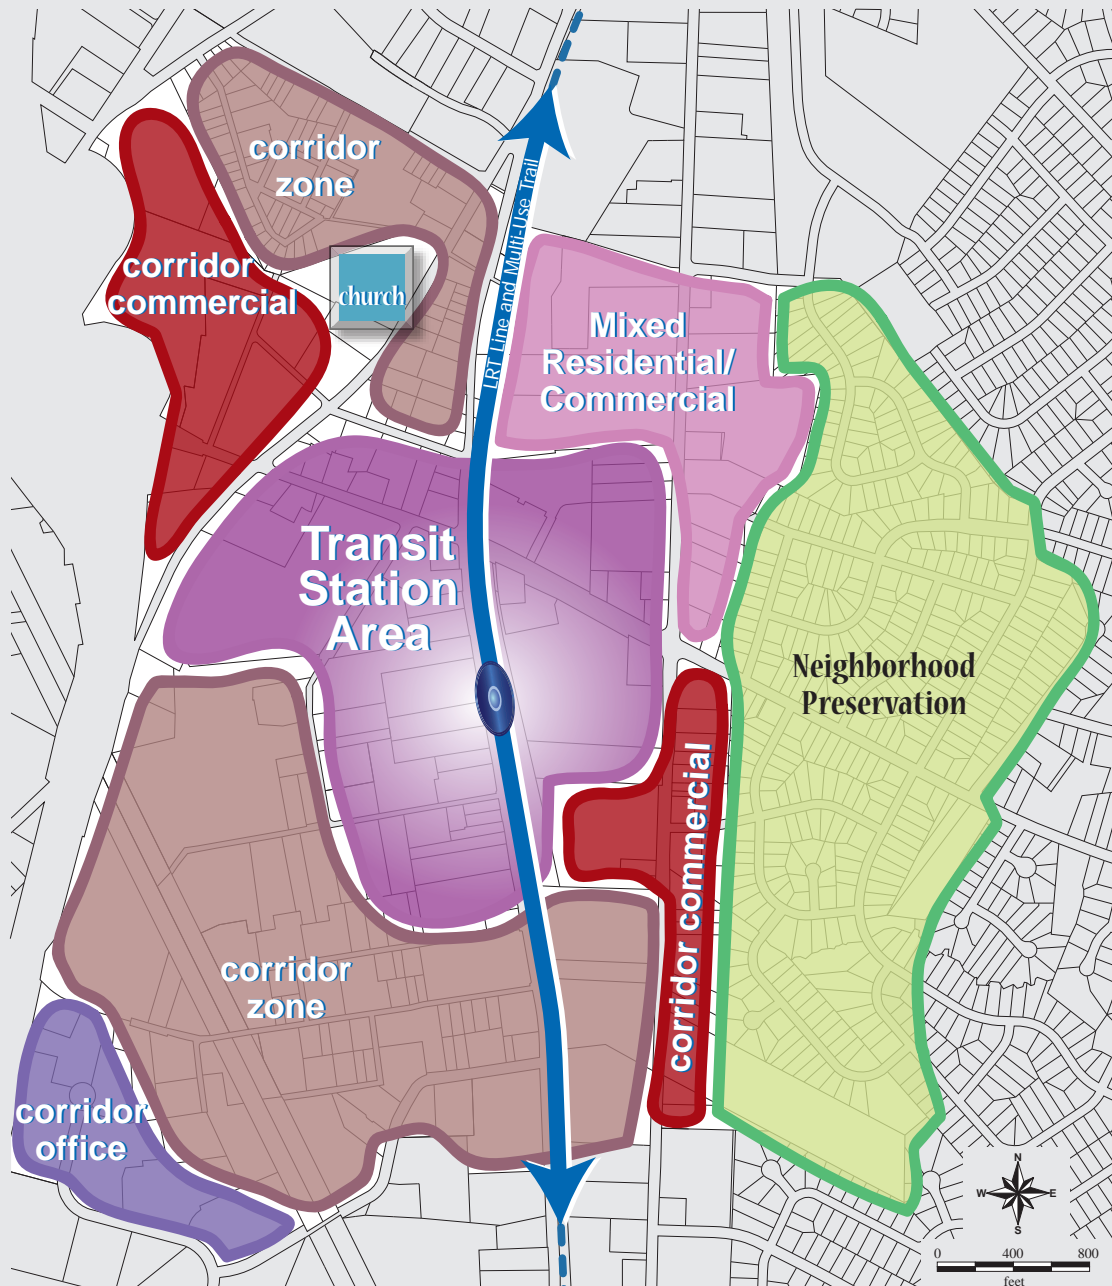 corridor
zone
LRT Line and Multi-Use Trail
corridor
commercial
church
Mixed
Residential/
Commercial
Transit
Station
Area
Neighborhood
Preservation
corridor commercial
corridor
zone
corridor
office
N
W
E
S
0
400
800
feet